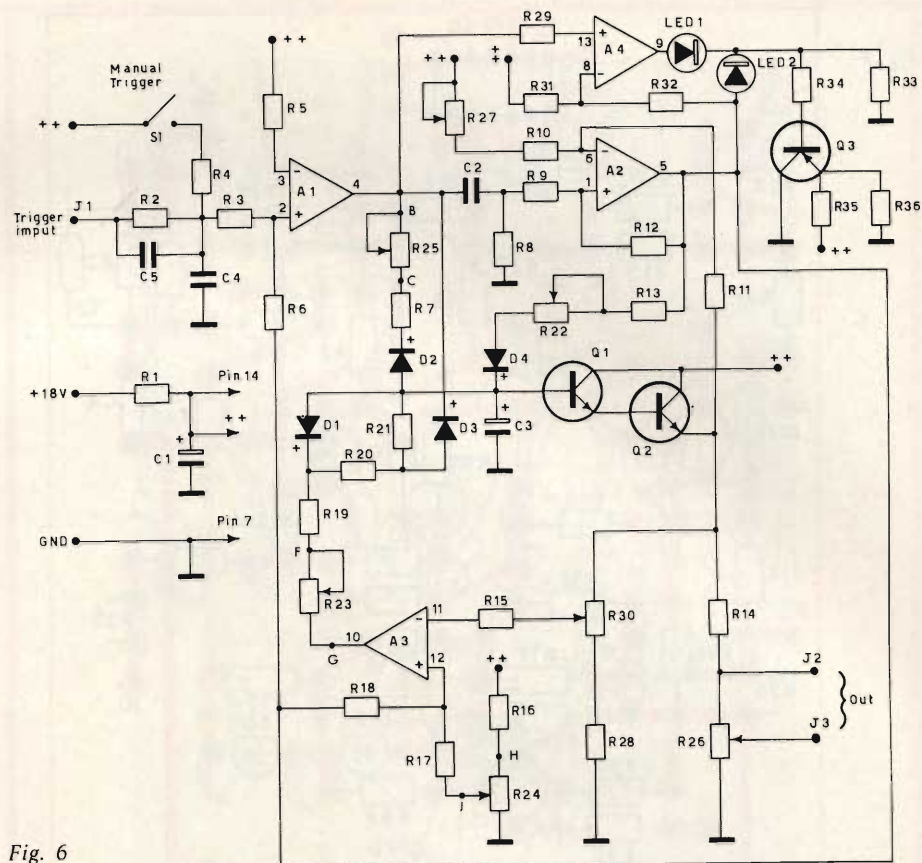 R29
LED1
++
13
+
A4
9
8
-
LED2
Manual
Trigger
++
+
+
R5
R31
R32
R34
R33
R27
++
S1
R10
Q3
R4
6
-
A2
5
3
-
A1
4
C2
R9
1
+
J1
R2
R3
2
+
B
R35
R36
Trigger
imput
R25
R8
R12
++
C5
C4
C
R13
R11
R6
R7
R22
+
D2
D4
Q1
+18V
R1
Pin 14
+
++
+
++
D1
R21
D3
C3
Q2
+
C1
+
R20
Pin 7
R19
GND
F
R23
11
-
R15
R30
R14
10
A3
G
12
+
++
J2
Out
R18
R16
J3
R17
H
R28
R26
J
R24
Fig. 6